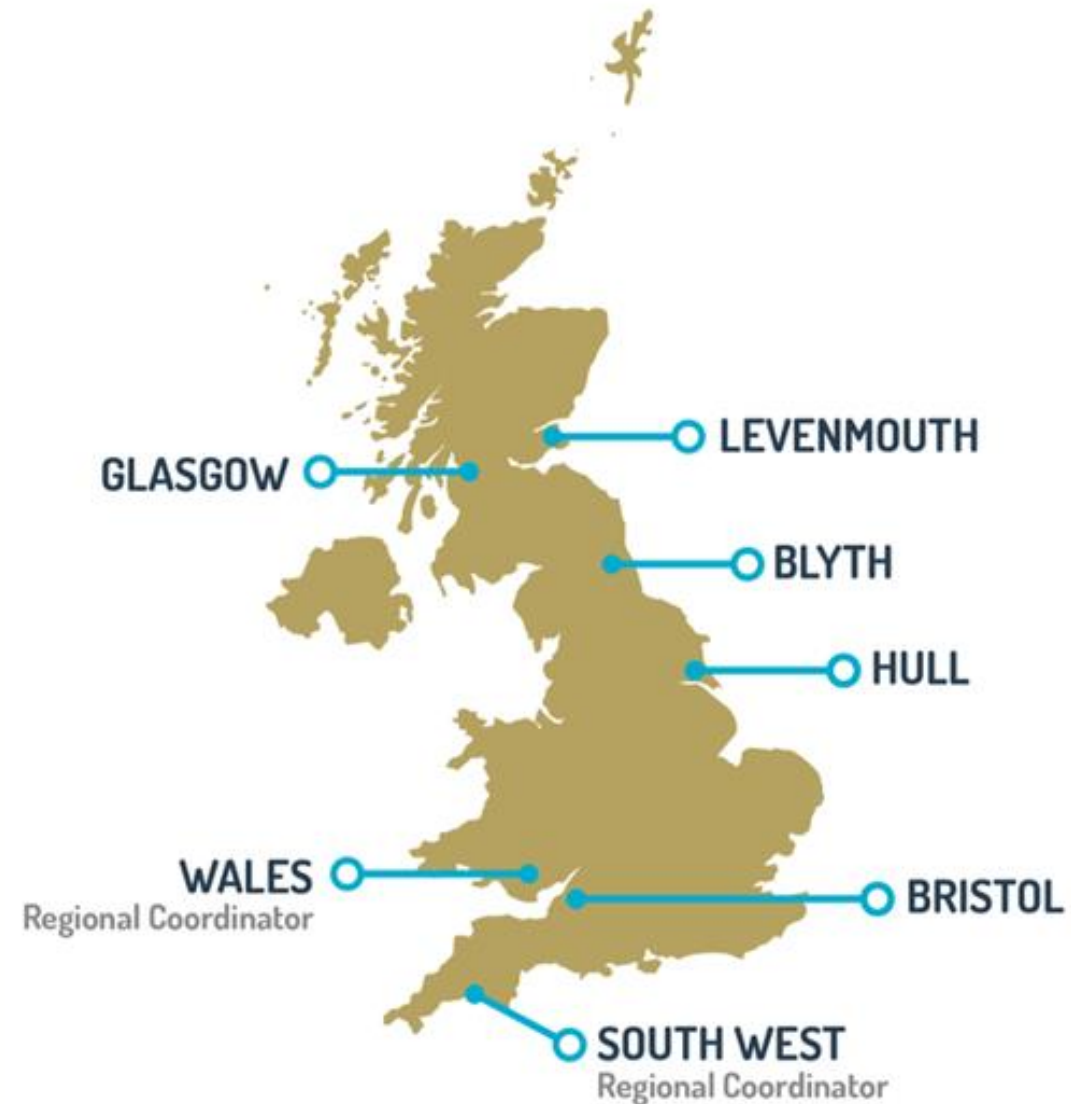 LEVENMOUTH
GLASGOW
BLYTH
HULL
WALES
Regional Coordinator
BRISTOL
SOUTH WEST
Regional Coordinator